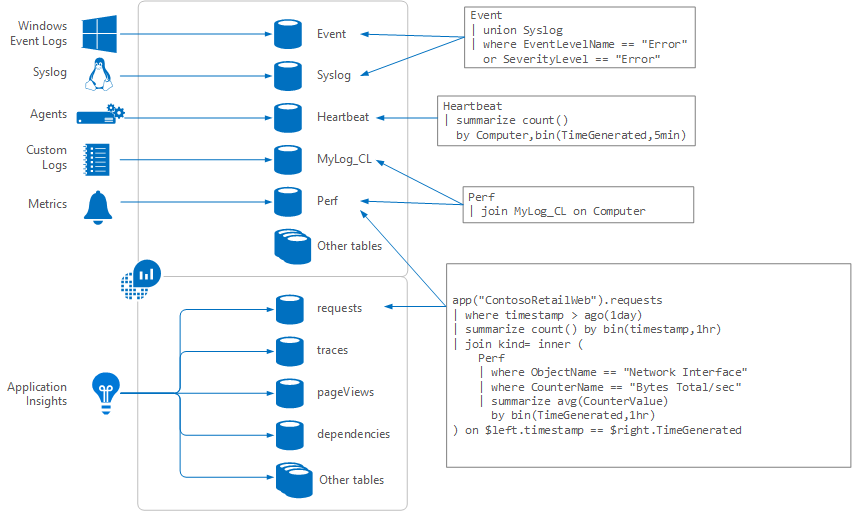 Windows
Event Logs
Event
Syslog
Syslog
Agents
Heartbeat
Custom
Logs
MyLog_CL
Metrics
Perf
Other tables
Event
| union Syslog
| where EventLevelName == "Error"
or SeverityLevel == "Error"
Heartbeat
| summarize count()
by Computer,bin(TimeGenerated,5min)
Perf
| join MyLog_CL on Computer
Application
Insights
requests
traces
pageViews
dependencies
Other tables
app("ContosoRetailWeb").requests
| where timestamp > ago(1day)
| summarize count() by bin(timestamp,1hr)
| join kind= inner (
Perf
| where ObjectName == "Network Interface"
| where CounterName == "Bytes Total/sec"
| summarize avg(CounterValue)
by bin(TimeGenerated,1hr)
) on $left.timestamp == $right.TimeGenerated